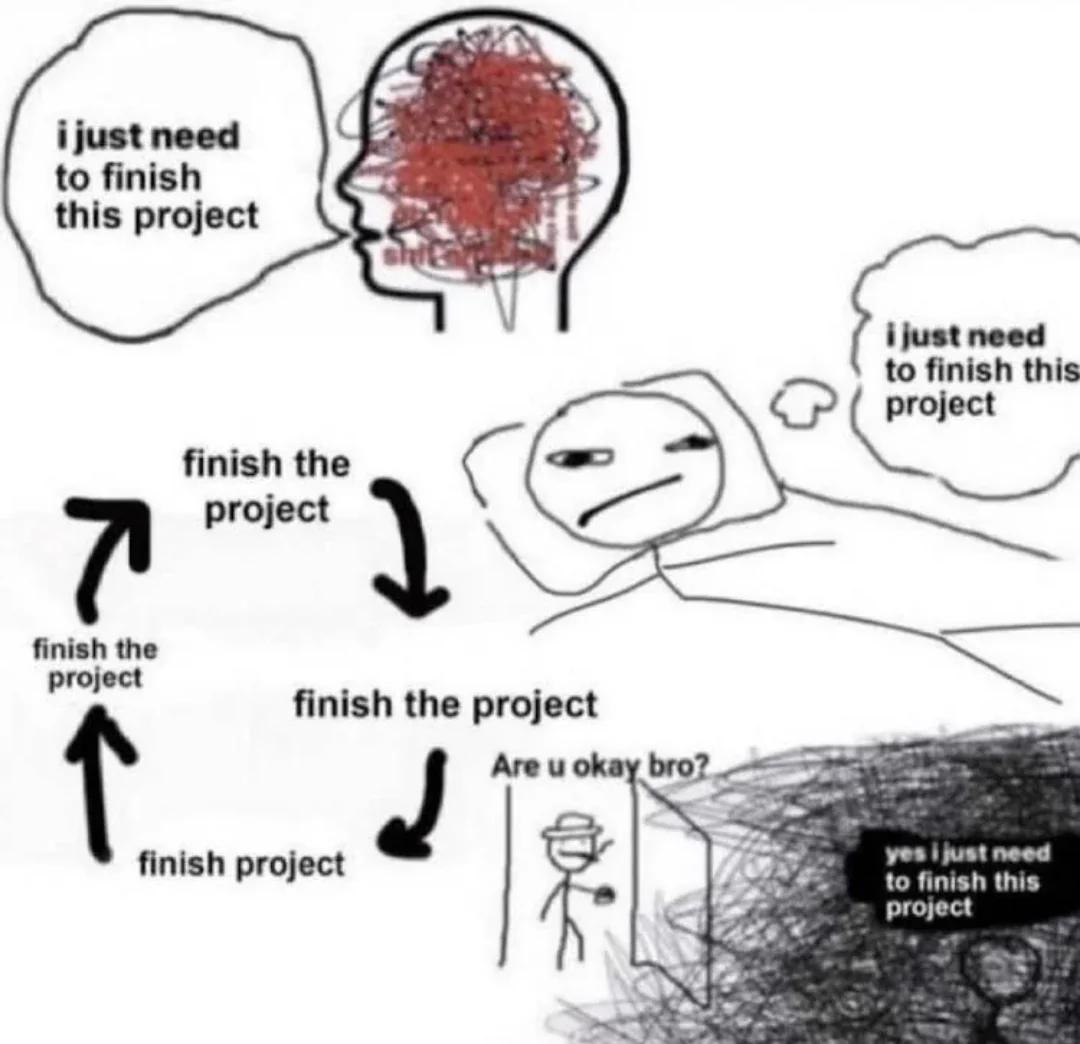 i just need
to finish
this project
i just need
to finish this
project
finish the
project
finish the
project
finish the project
Are u okay bro?
finish project
yes i just need
to finish this
project